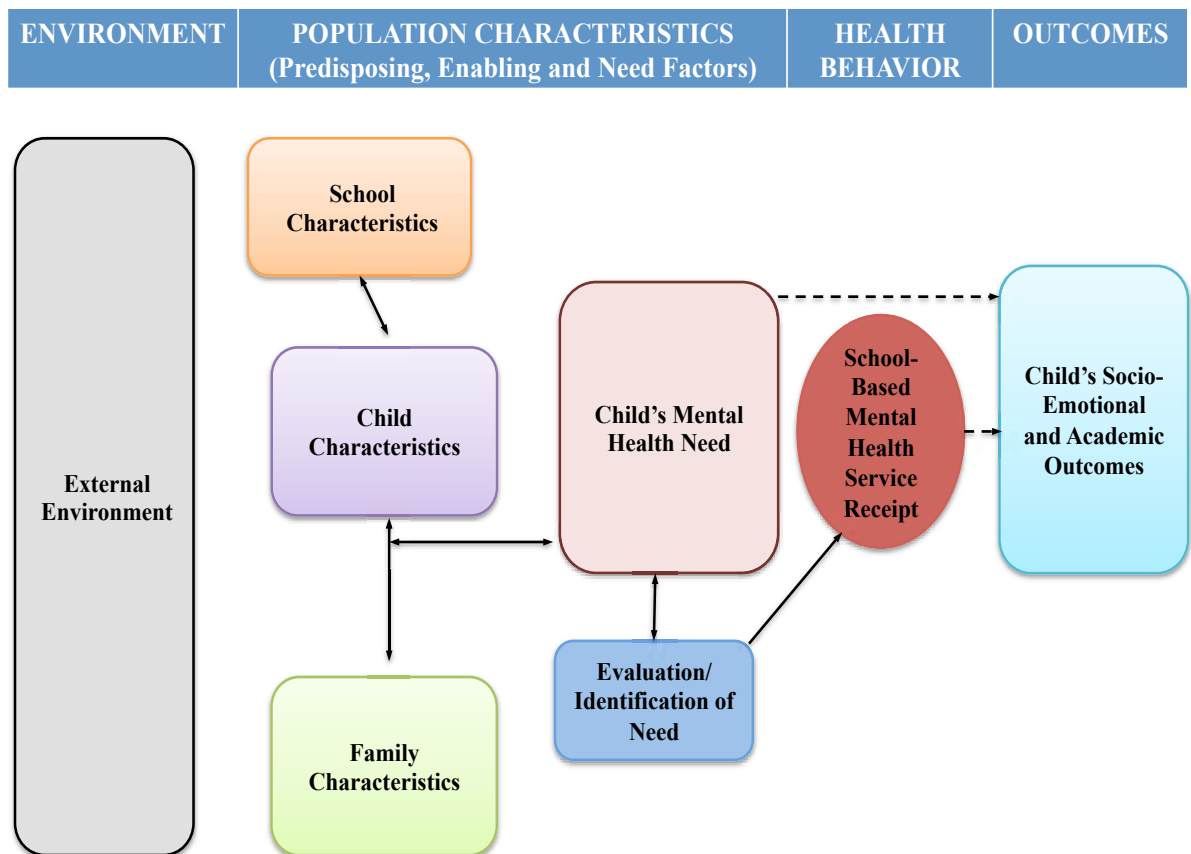 ENVIRONMENT
POPULATION CHARACTERISTICS
(Predisposing, Enabling and Need Factors)
HEALTH
BEHAVIOR
OUTCOMES
External
Environment
School
Characteristics
Child
Characteristics
Family
Characteristics
Child’s Mental
Health Need
Evaluation/
Identification of
Need
School-
Based
Mental
Health
Service
Receipt
Child’s Socio-
Emotional
and Academic
Outcomes